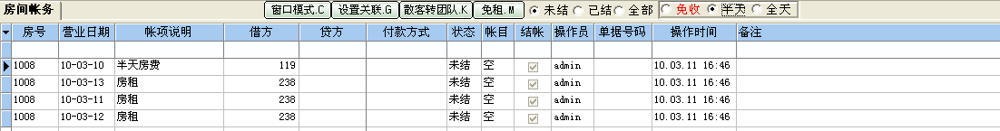 房间帐务 窗口模式.C 设置关联.G 散客转团队.K 免租.M 未结 已结 全部 免收 半天 全天
房号 营业日期 帐项说明 借方 贷方 付款方式 状态 帐目 结帐 操作员 单据号码 操作时间 备注
1008 10-03-10 半天房费 119 未结 空 admin 10.03.11 16:46
1008 10-03-13 房租 238 未结 空 admin 10.03.11 16:46
1008 10-03-11 房租 238 未结 空 admin 10.03.11 16:46
1008 10-03-12 房租 238 未结 空 admin 10.03.11 16:46